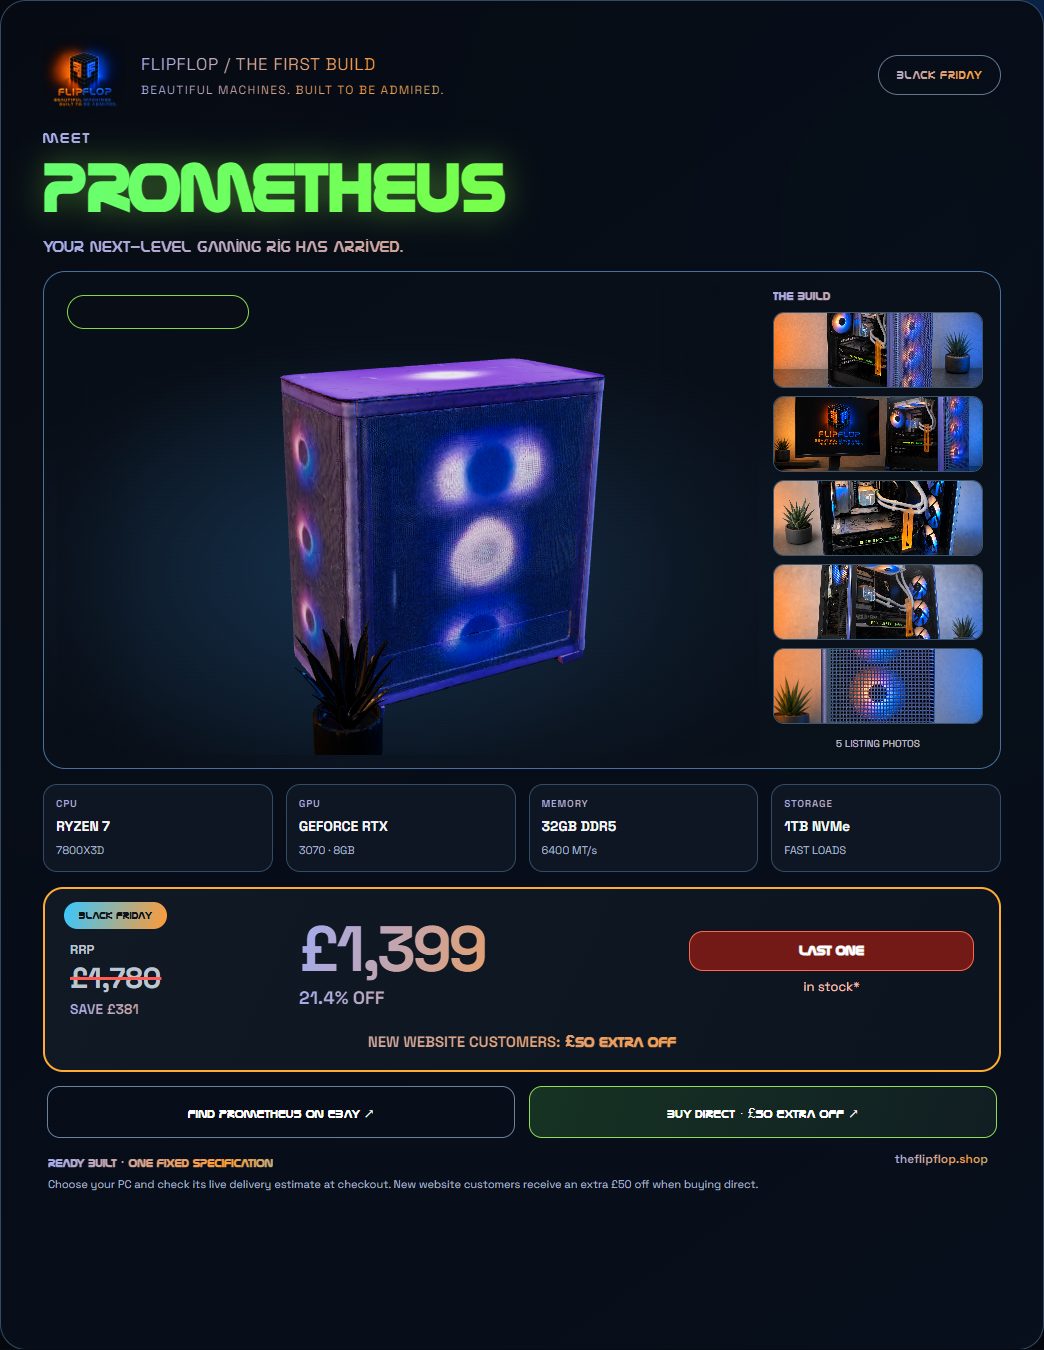 FLIPFLOP / THE FIRST BUILD
BEAUTIFUL MACHINES. BUILT TO BE ADMIRED.
BLACK FRIDAY
FLIPFLOP
MEET
PROMETHEUS
YOUR NEXT-LEVEL GAMING RIG HAS ARRIVED.
THE BUILD
FLIPFLOP
5 LISTING PHOTOS
CPU
RYZEN 7
7800X3D
GPU
GEFORCE RTX
3070 · 8GB
MEMORY
32GB DDR5
6400 MT/s
STORAGE
1TB NVMe
FAST LOADS
BLACK FRIDAY
RRP
£1,780
SAVE £381
£1,399
21.4% OFF
LAST ONE
in stock*
NEW WEBSITE CUSTOMERS: £50 EXTRA OFF
FIND PROMETHEUS ON EBAY ↗
BUY DIRECT · £50 EXTRA OFF ↗
READY BUILT · ONE FIXED SPECIFICATION
theflipflop.shop
Choose your PC and check its live delivery estimate at checkout. New website customers receive an extra £50 off when buying direct.